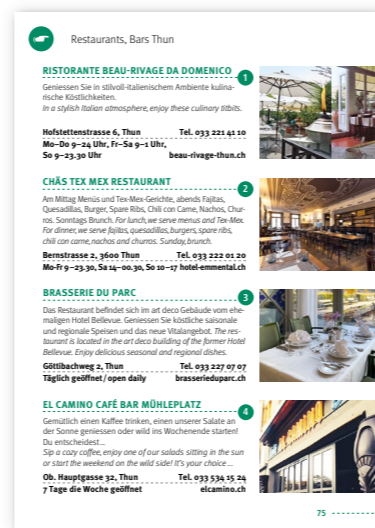 Restaurants, Bars Thun
RISTORANTE BEAU-RIVAGE DA DOMENICO
1
Geniessen Sie in stilvoll-italienischem Ambiente kulina-
rische Köstlichkeiten.
In a stylish Italian atmosphere, enjoy these culinary titbits.
Hofstettenstrasse 6, Thun Tel. 033 221 41 10
Mo–Do 9–24 Uhr, Fr–Sa 9–1 Uhr,
So 9–23.30 Uhr beau-rivage-thun.ch
CHÄS TEX MEX RESTAURANT
2
Am Mittag Menüs und Tex-Mex-Gerichte, abends Fajitas,
Quesadillas, Burger, Spare Ribs, Chili con Carne, Nachos, Chur-
ros. Sonntags Brunch. For lunch, we serve menus and Tex-Mex.
For dinner, we serve fajitas, quesadillas, burgers, spare ribs,
chili con carne, nachos and churros. Sunday, brunch.
Bernstrasse 2, 3600 Thun Tel. 033 222 01 20
Mo-Fr 9–23.30, Sa 14–00.30, So 10–17 hotel-emmental.ch
BRASSERIE DU PARC
3
Das Restaurant befindet sich im art deco Gebäude vom ehe-
maligen Hotel Bellevue. Geniessen Sie köstliche saisonale
und regionale Speisen und das neue Vitalangebot. The res-
taurant is located in the art deco building of the former Hotel
Bellevue. Enjoy delicious seasonal and regional dishes.
Göttibachweg 2, Thun Tel. 033 227 07 07
Täglich geöffnet/open daily brasserieduparc.ch
EL CAMINO CAFÉ BAR MÜHLEPLATZ
4
Gemütlich einen Kaffee trinken, einen unserer Salate an
der Sonne geniessen oder wild ins Wochenende starten!
Du entscheidest ...
Sip a cozy coffee, enjoy one of our salads sitting in the sun
or start the weekend on the wild side! It's your choice ...
Ob. Hauptgasse 32, Thun Tel. 033 534 15 24
7 Tage die Woche geöffnet elcamino.ch
75